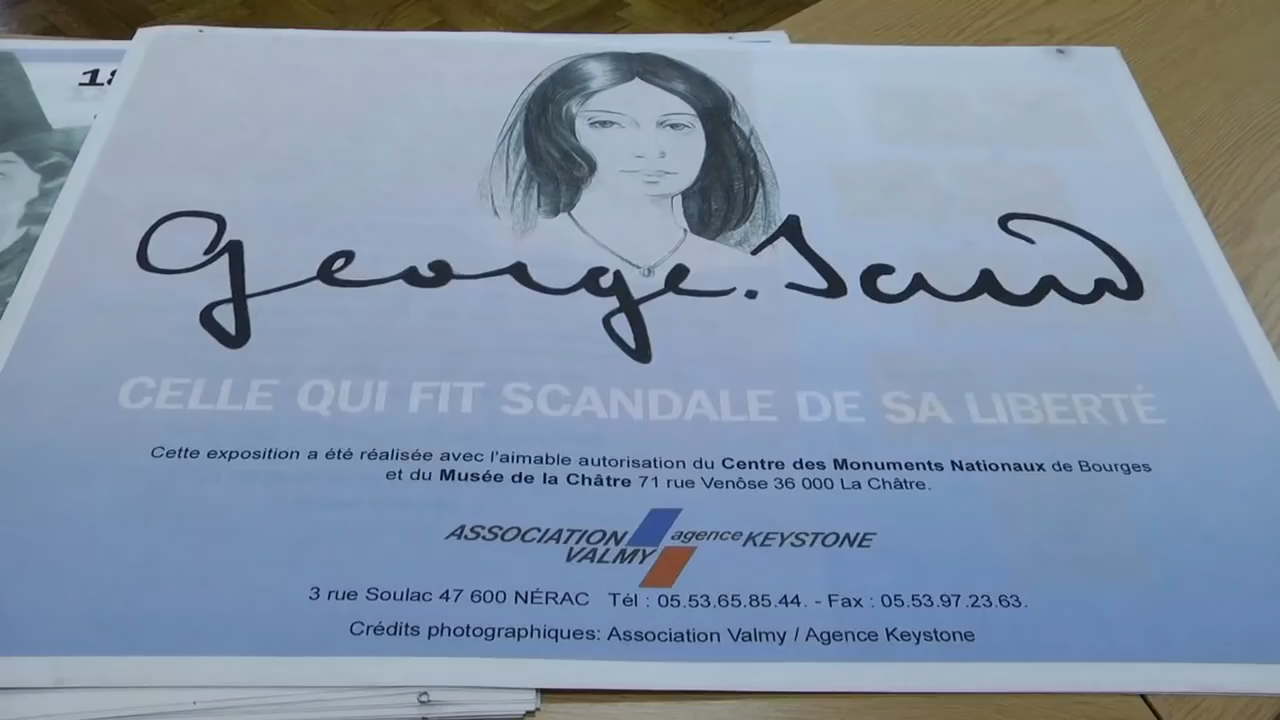 18
George.Sand
CELLE QUI FIT SCANDALE DE SA LIBERTÉ
Cette exposition a été réalisée avec l'aimable autorisation du Centre des Monuments Nationaux de Bourges
et du Musée de la Châtre 71 rue Venôse 36 000 La Châtre.
ASSOCIATION agence KEYSTONE
VALMY
3 rue Soulac 47 600 NÉRAC Tél : 05.53.65.85.44. - Fax : 05.53.97.23.63.
Crédits photographiques: Association Valmy / Agence Keystone